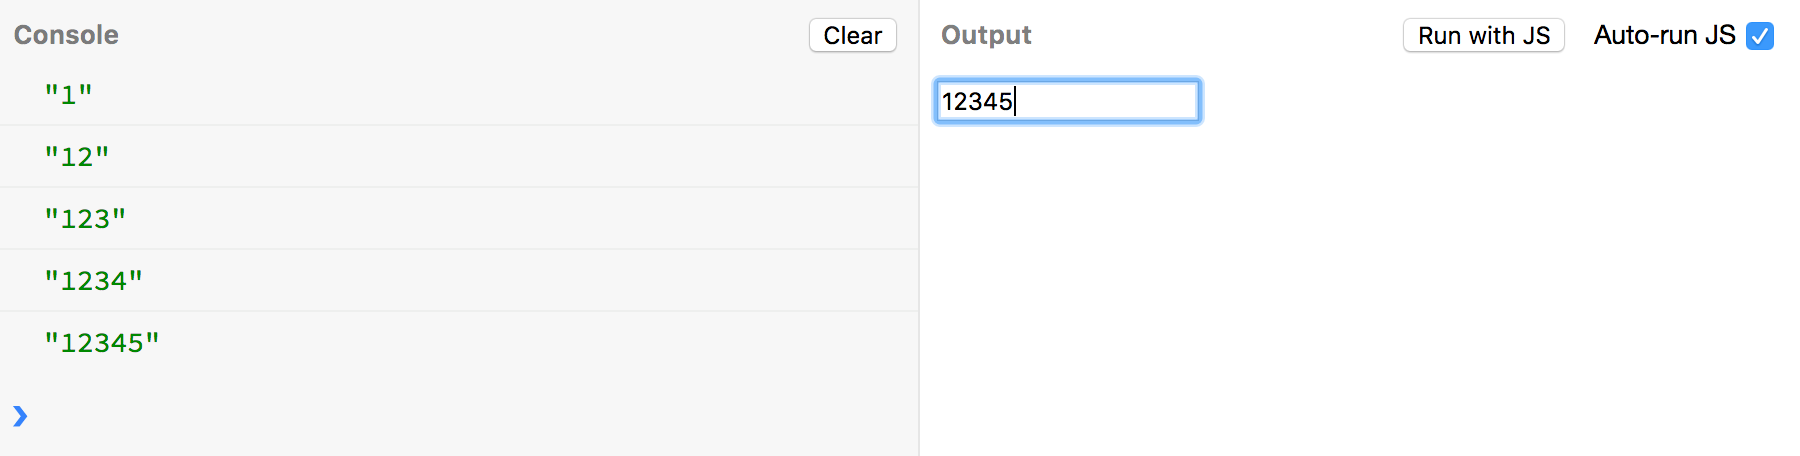 Console
Clear
"1"
"12"
"123"
"1234"
"12345"
Output
Run with JS
Auto-run JS
12345